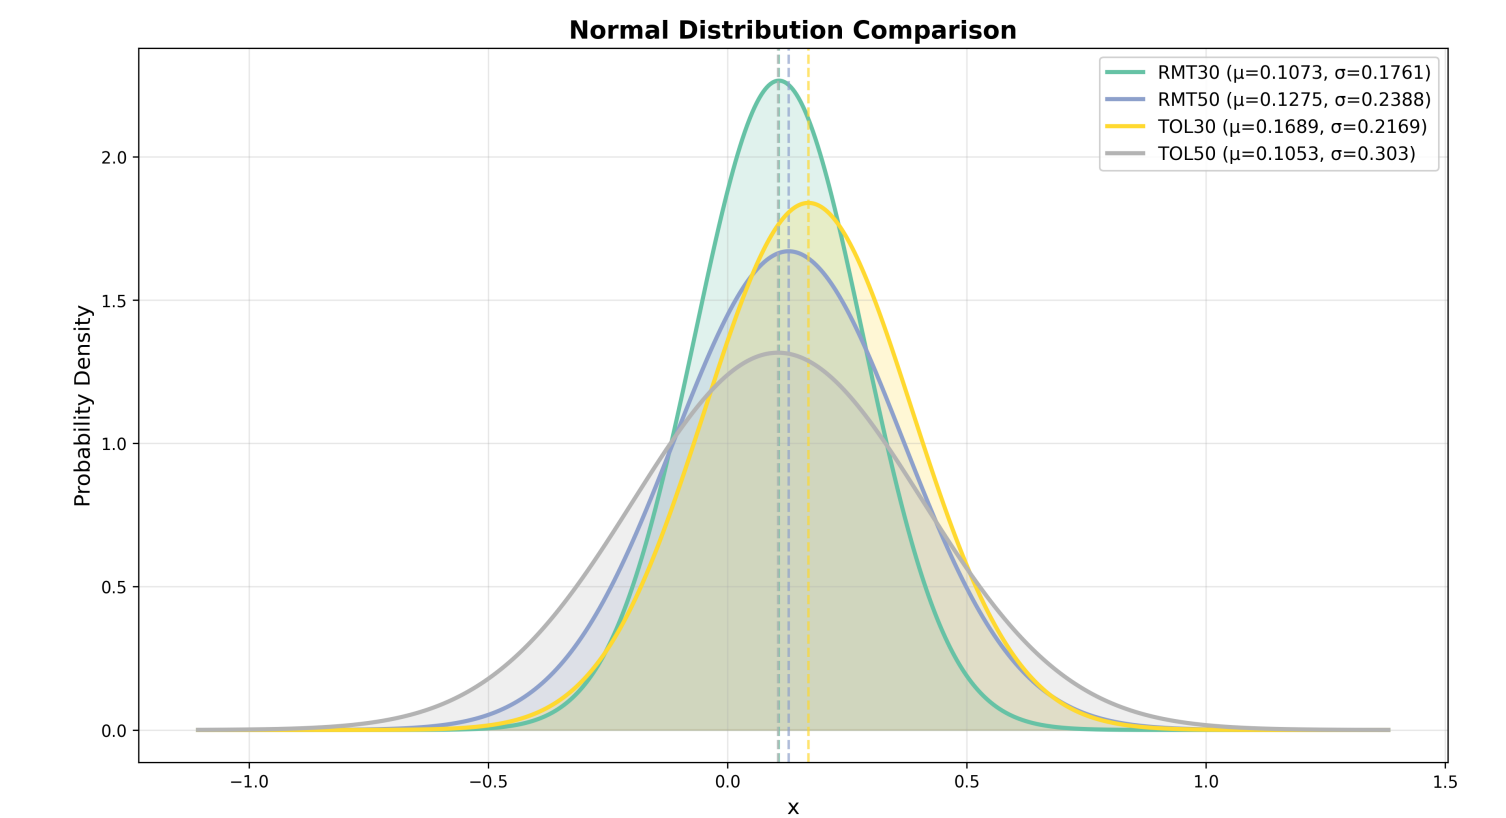 Normal Distribution Comparison
RMT30 (μ=0.1073, σ=0.1761)
RMT50 (μ=0.1275, σ=0.2388)
TOL30 (μ=0.1689, σ=0.2169)
TOL50 (μ=0.1053, σ=0.303)
Probability Density
2.0
1.5
1.0
0.5
0.0
−1.0 −0.5 0.0 0.5 1.0 1.5
x